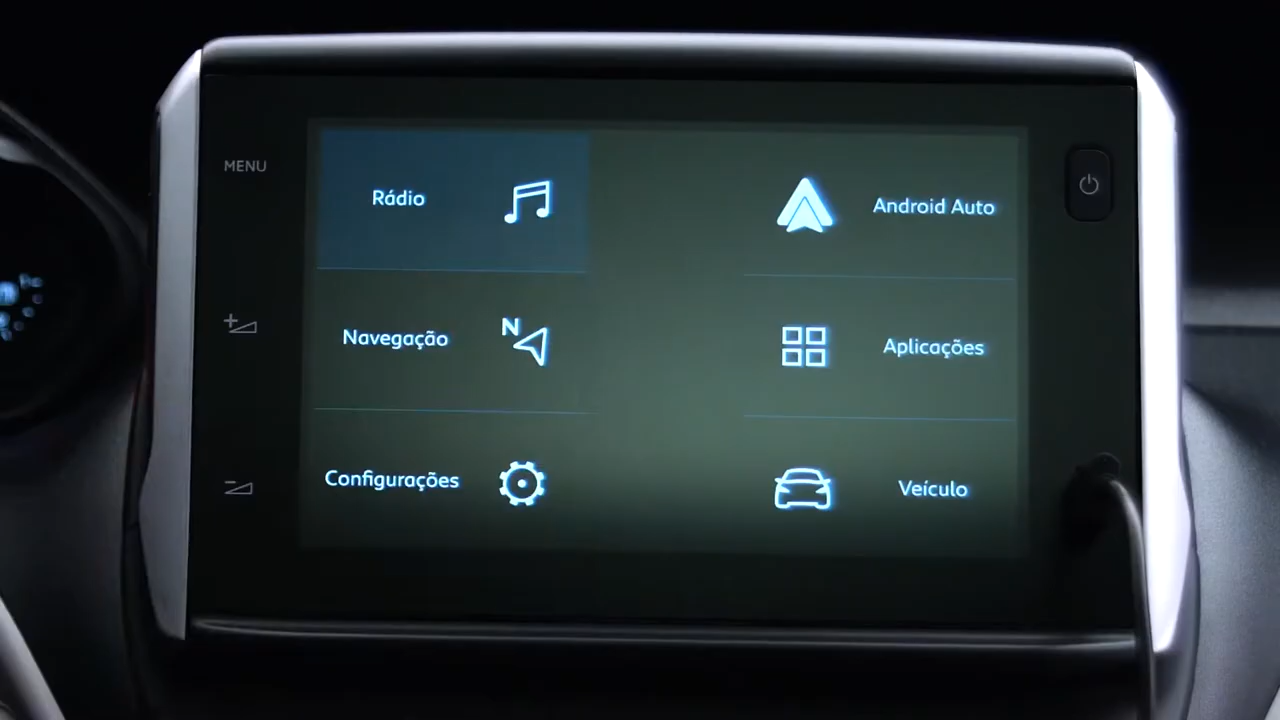 MENU
Rádio
Android Auto
Navegação
N
Aplicações
Configurações
Veículo